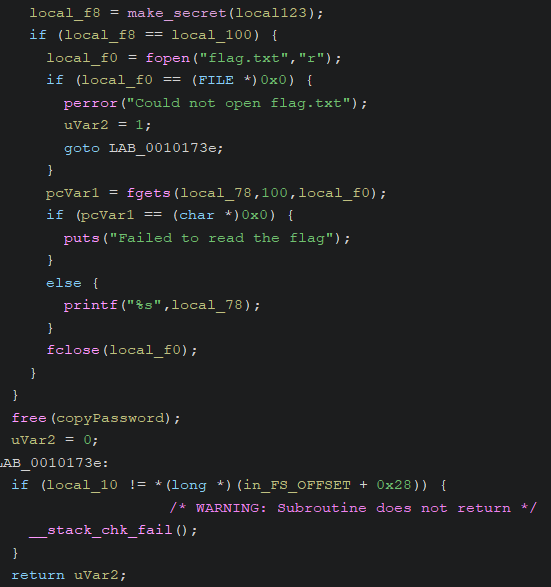 local_f8 = make_secret(local123);
if (local_f8 == local_100) {
local_f0 = fopen("flag.txt","r");
if (local_f0 == (FILE *)0x0) {
perror("Could not open flag.txt");
uVar2 = 1;
goto LAB_0010173e;
}
pcVar1 = fgets(local_78,100,local_f0);
if (pcVar1 == (char *)0x0) {
puts("Failed to read the flag");
}
else {
printf("%s",local_78);
}
fclose(local_f0);
}
}
free(copyPassword);
uVar2 = 0;
LAB_0010173e:
if (local_10 != *(long *)(in_FS_OFFSET + 0x28)) {
/* WARNING: Subroutine does not return */
__stack_chk_fail();
}
return uVar2;